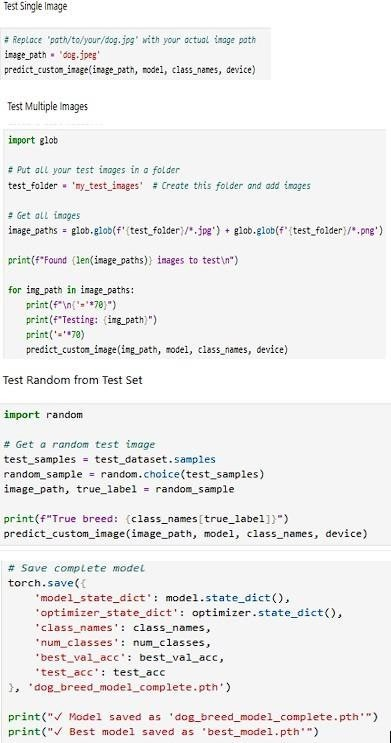 Test Single Image
# Replace 'path/to/your/dog.jpg' with your actual image path
image_path = 'dog.jpeg'
predict_custom_image(image_path, model, class_names, device)
Test Multiple Images
import glob
# Put all your test images in a folder
test_folder = 'my_test_images'  # Create this folder and add images
# Get all images
image_paths = glob.glob(f'{test_folder}/*.jpg') + glob.glob(f'{test_folder}/*.png')
print(f"Found {len(image_paths)} images to test\n")
for img_path in image_paths:
    print(f"\n{'='*70}")
    print(f"Testing: {img_path}")
    print('='*70)
    predict_custom_image(img_path, model, class_names, device)
Test Random from Test Set
import random
# Get a random test image
test_samples = test_dataset.samples
random_sample = random.choice(test_samples)
image_path, true_label = random_sample
print(f"True breed: {class_names[true_label]}")
predict_custom_image(image_path, model, class_names, device)
# Save complete model
torch.save({
    'model_state_dict': model.state_dict(),
    'optimizer_state_dict': optimizer.state_dict(),
    'class_names': class_names,
    'num_classes': num_classes,
    'best_val_acc': best_val_acc,
    'test_acc': test_acc
}, 'dog_breed_model_complete.pth')
print("✓ Model saved as 'dog_breed_model_complete.pth'")
print("✓ Best model saved as 'best_model.pth'")